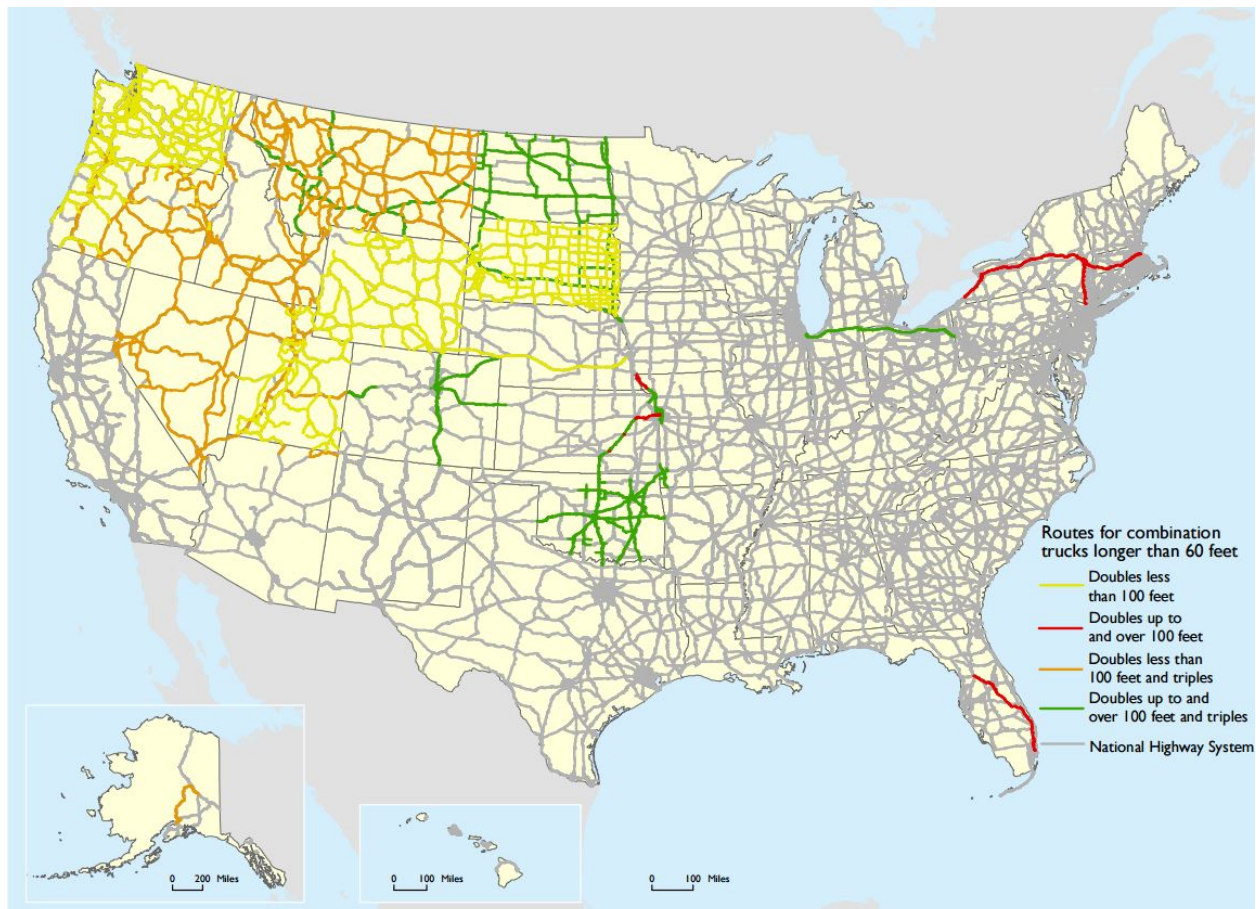 Routes for combination
trucks longer than 60 feet
Doubles less
than 100 feet
Doubles up to
and over 100 feet
Doubles less than
100 feet and triples
Doubles up to and
over 100 feet and triples
National Highway System
0 200 Miles
0 100 Miles
0 100 Miles